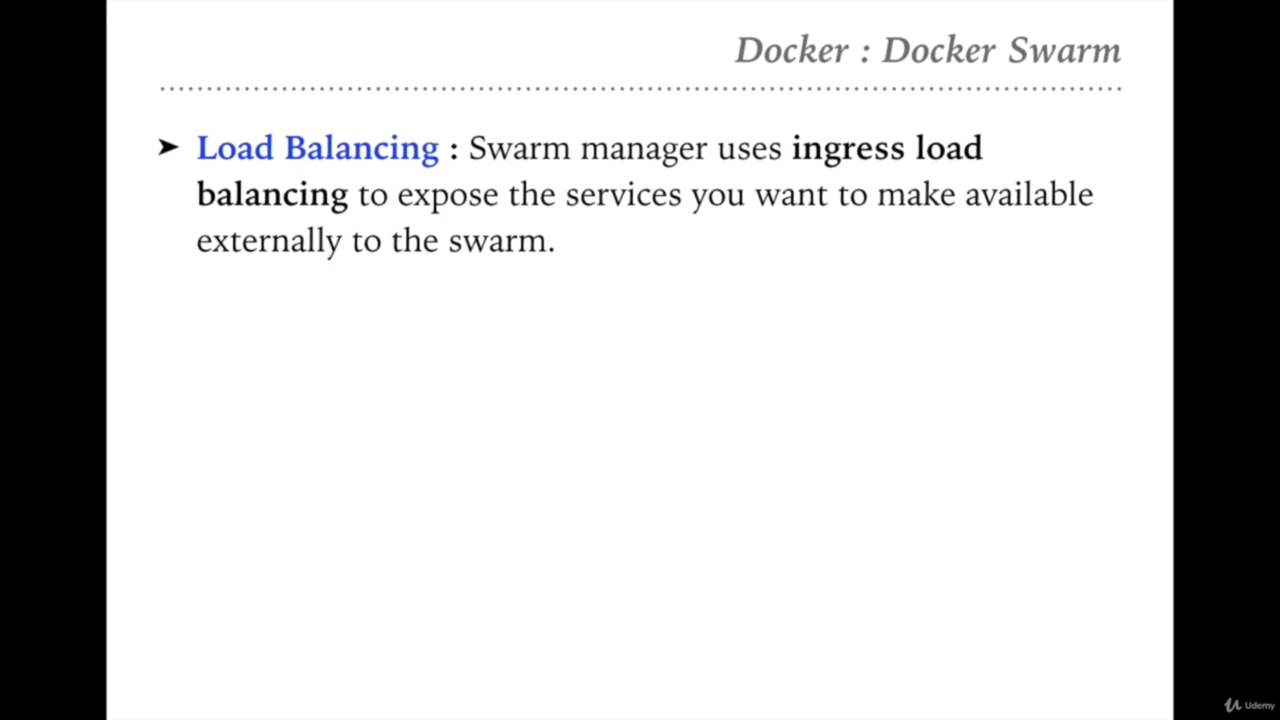 Docker : Docker Swarm
➤ Load Balancing : Swarm manager uses ingress load
balancing to expose the services you want to make available
externally to the swarm.
Udemy